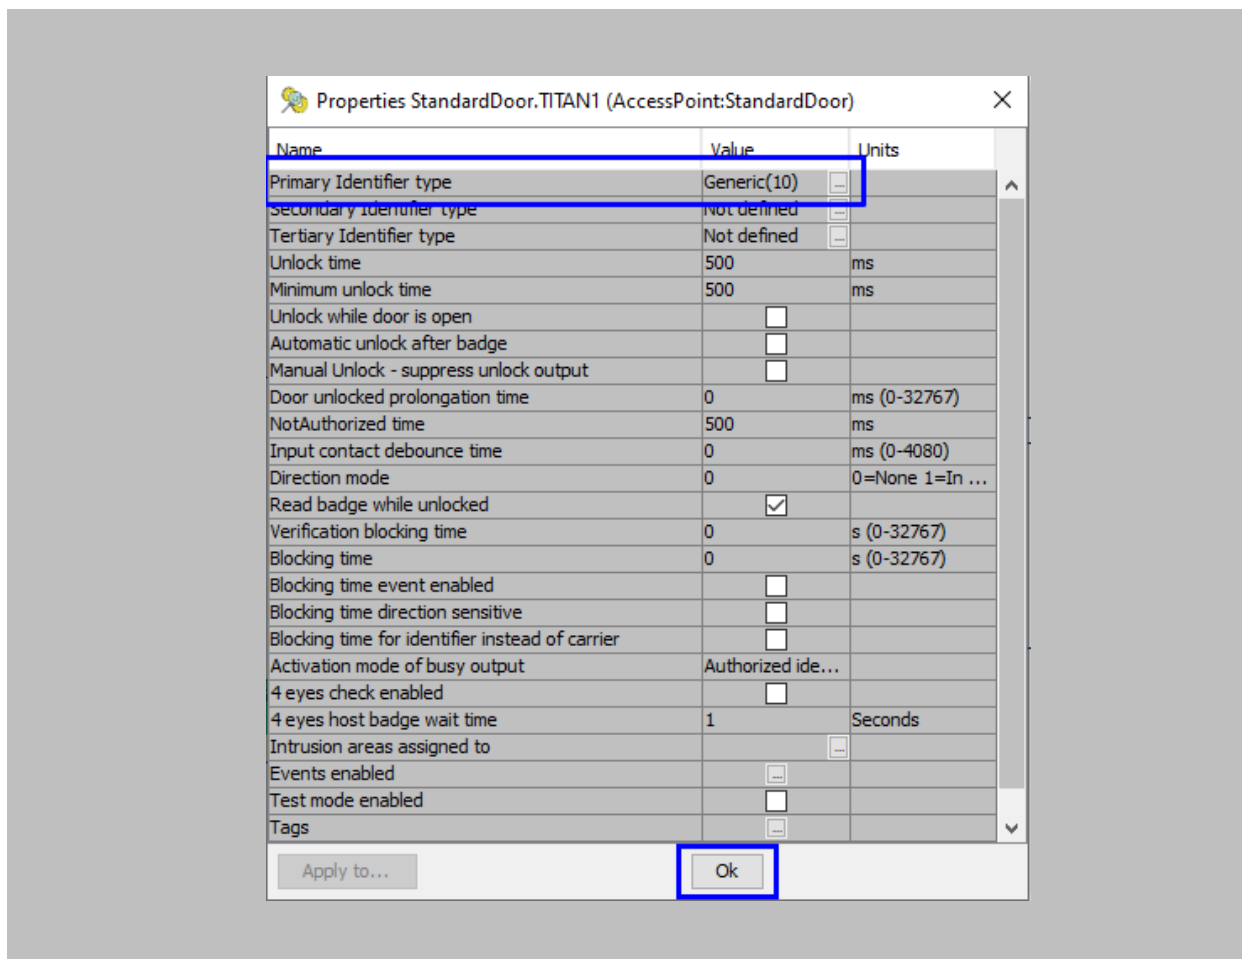 Properties StandardDoor.TITAN1 (AccessPoint:StandardDoor)
Name Value Units
Primary Identifier type Generic(10) ...
Secondary Identifier type Not defined ...
Tertiary Identifier type Not defined ...
Unlock time 500 ms
Minimum unlock time 500 ms
Unlock while door is open
Automatic unlock after badge
Manual Unlock - suppress unlock output
Door unlocked prolongation time 0 ms (0-32767)
NotAuthorized time 500 ms
Input contact debounce time 0 ms (0-4080)
Direction mode 0 0=None 1=In ...
Read badge while unlocked
Verification blocking time 0 s (0-32767)
Blocking time 0 s (0-32767)
Blocking time event enabled
Blocking time direction sensitive
Blocking time for identifier instead of carrier
Activation mode of busy output Authorized ide...
4 eyes check enabled
4 eyes host badge wait time 1 Seconds
Intrusion areas assigned to ...
Events enabled ...
Test mode enabled
Tags ...
Apply to... Ok